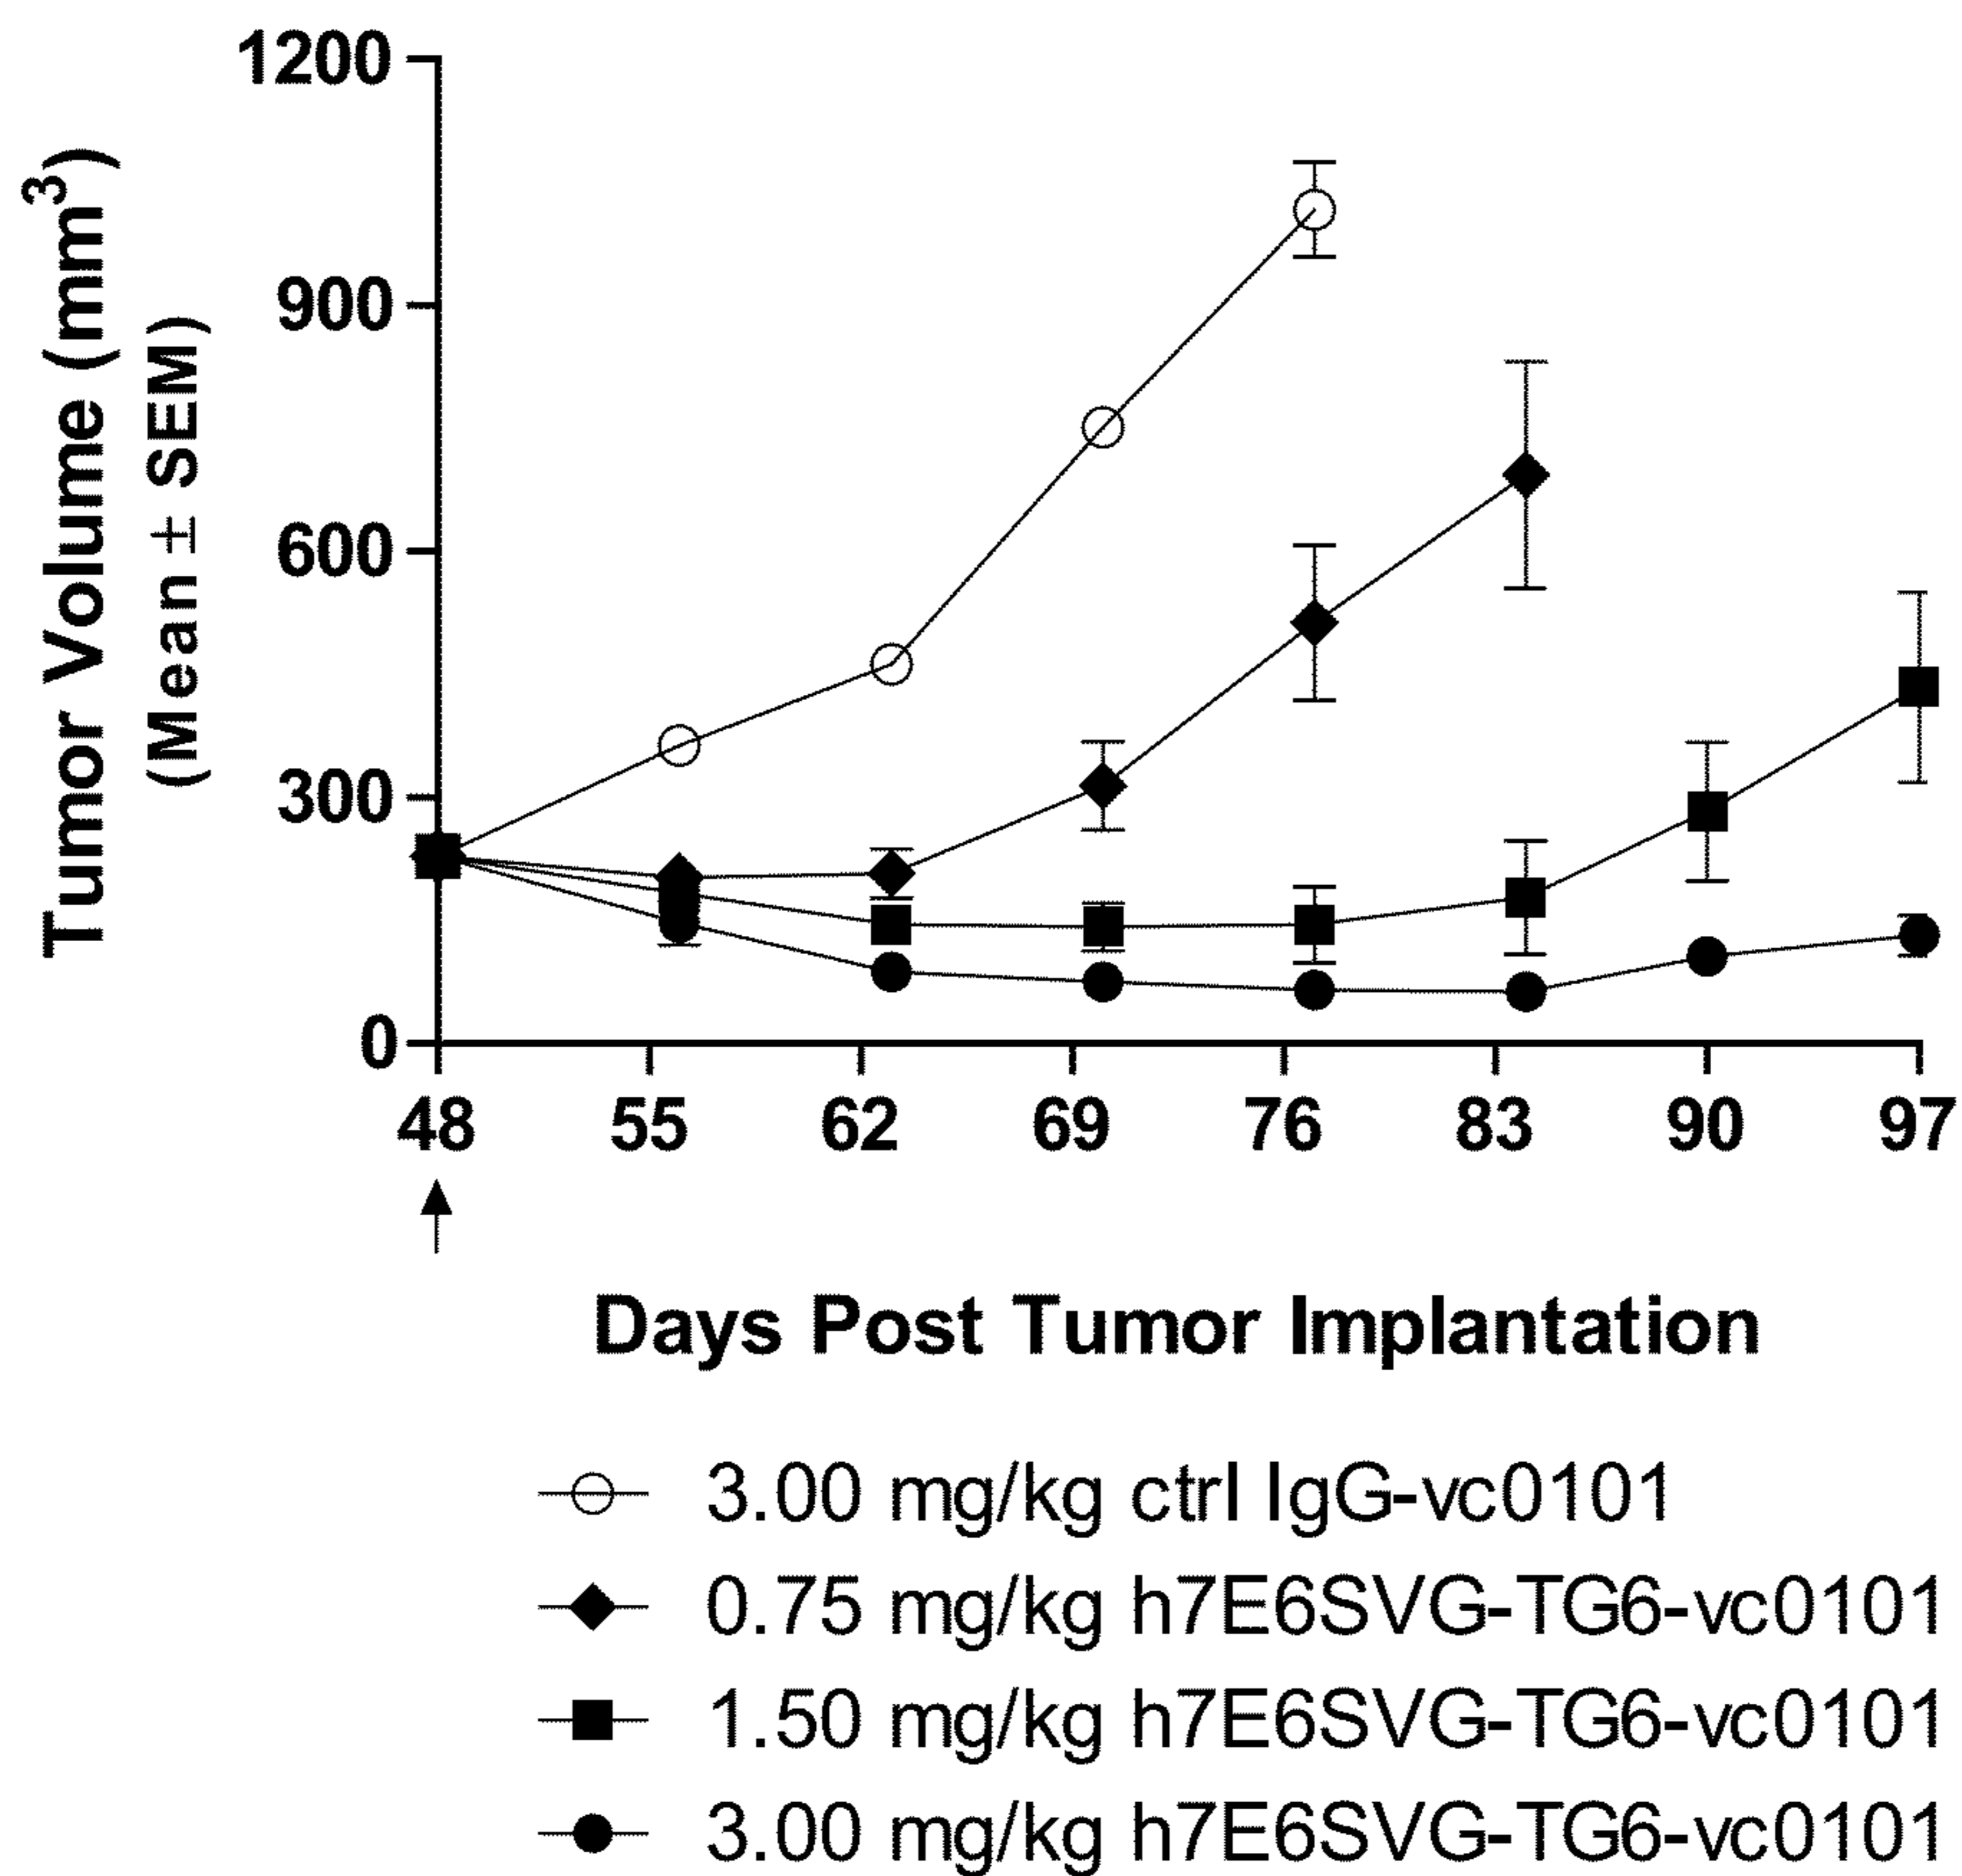 Tumor Volume (mm³)
(Mean ± SEM)
1200
900
600
300
0
48 55 62 69 76 83 90 97
Days Post Tumor Implantation
3.00 mg/kg ctrl IgG-vc0101
0.75 mg/kg h7E6SVG-TG6-vc0101
1.50 mg/kg h7E6SVG-TG6-vc0101
3.00 mg/kg h7E6SVG-TG6-vc0101